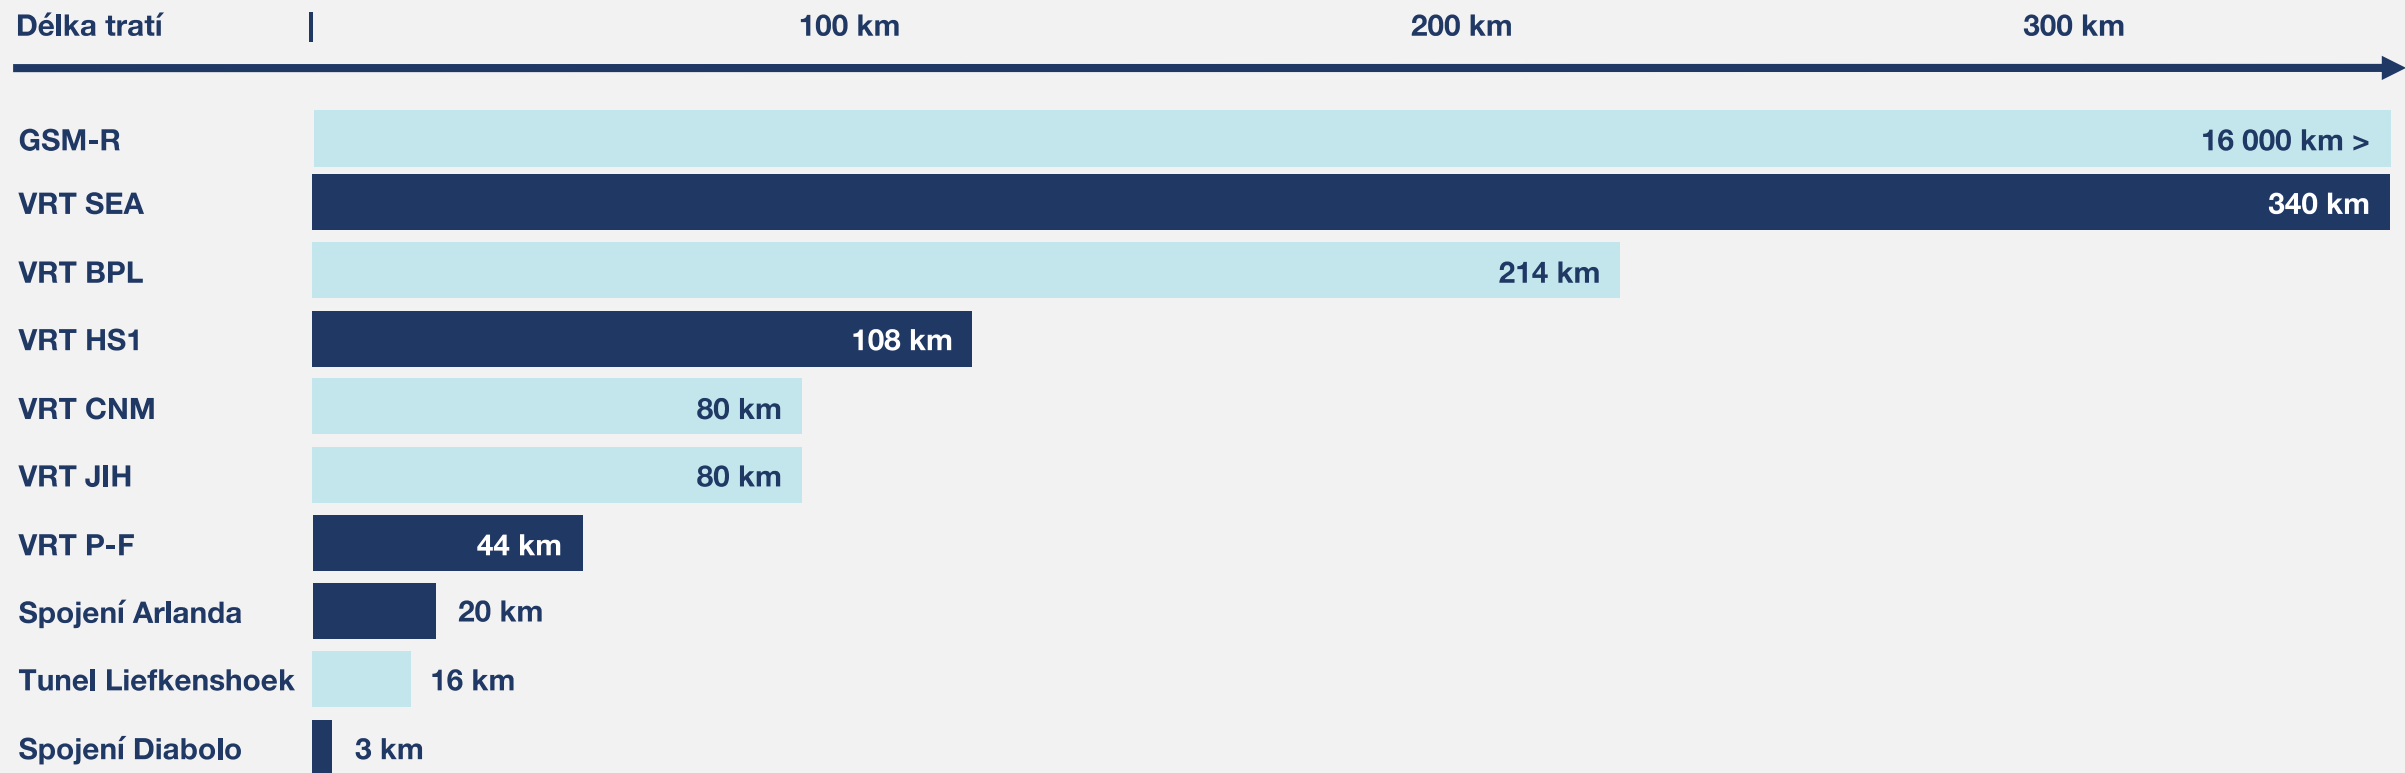 Délka tratí 100 km 200 km 300 km
GSM-R 16 000 km >
VRT SEA 340 km
VRT BPL 214 km
VRT HS1 108 km
VRT CNM 80 km
VRT JIH 80 km
VRT P-F 44 km
Spojení Arlanda 20 km
Tunel Liefkenshoek 16 km
Spojení Diabolo 3 km